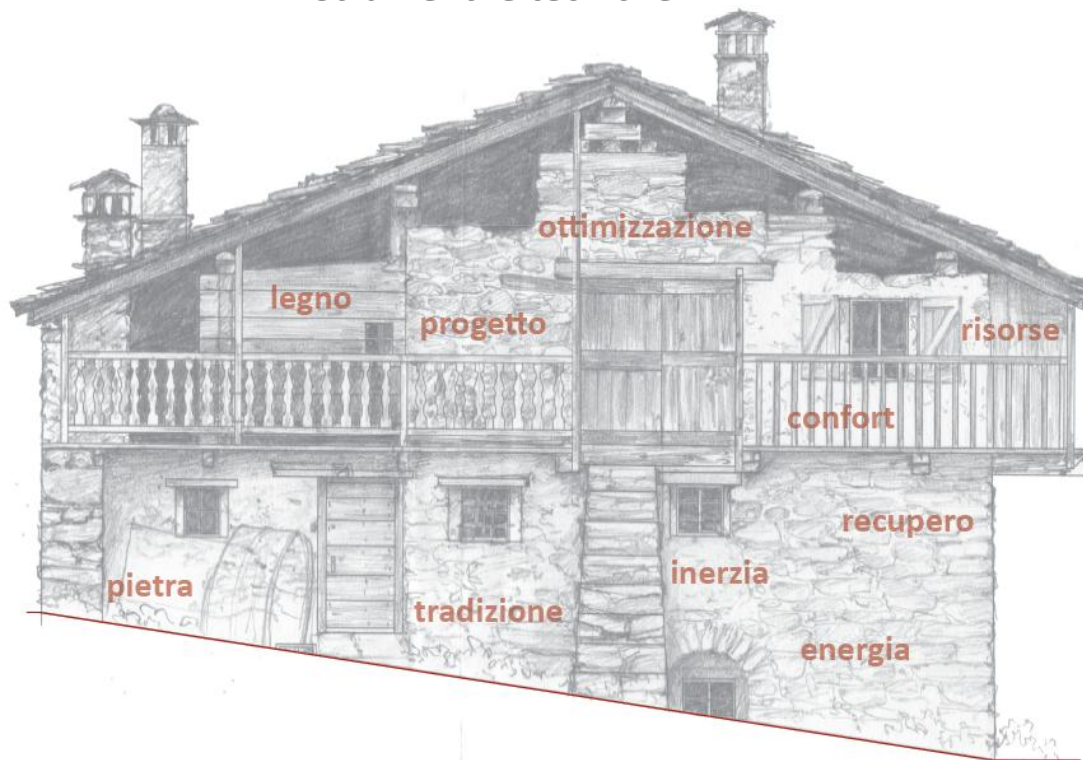 ottimizzazione
legno
progetto
risorse
confort
recupero
inerzia
pietra
tradizione
energia